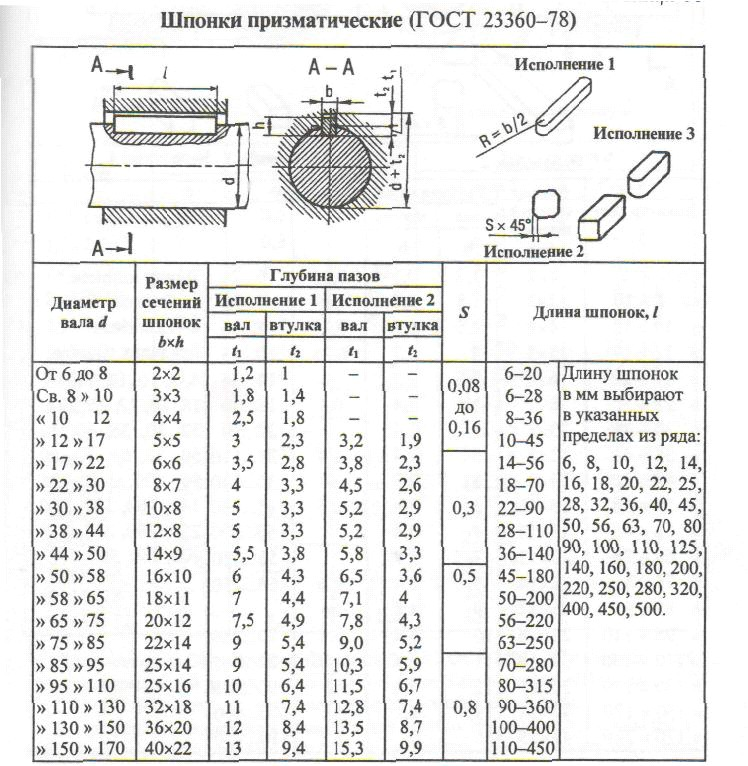 Шпонки призматические (ГОСТ 23360–78)
А
l
d
А
А – А
b
h
t₂ t₁
d + t₂
Исполнение 1
R = b/2
Исполнение 3
S × 45°
Исполнение 2
Диаметр вала d | Размер сечений шпонок b×h | Глубина пазов | S | Длина шпонок, l
Исполнение 1 | Исполнение 2
вал | втулка | вал | втулка
t₁ | t₂ | t₁ | t₂
От 6 до 8 2×2 1,2 1 – – 6–20
Св. 8 » 10 3×3 1,8 1,4 – – 6–28
« 10 12 4×4 2,5 1,8 – – 8–36
» 12 » 17 5×5 3 2,3 3,2 1,9 10–45
» 17 » 22 6×6 3,5 2,8 3,8 2,3 14–56
» 22 » 30 8×7 4 3,3 4,5 2,6 18–70
» 30 » 38 10×8 5 3,3 5,2 2,9 22–90
» 38 » 44 12×8 5 3,3 5,2 2,9 28–110
» 44 » 50 14×9 5,5 3,8 5,8 3,3 36–140
» 50 » 58 16×10 6 4,3 6,5 3,6 45–180
» 58 » 65 18×11 7 4,4 7,1 4 50–200
» 65 » 75 20×12 7,5 4,9 7,8 4,3 56–220
» 75 » 85 22×14 9 5,4 9,0 5,2 63–250
» 85 » 95 25×14 9 5,4 10,3 5,9 70–280
» 95 » 110 25×16 10 6,4 11,5 6,7 80–315
» 110 » 130 32×18 11 7,4 12,8 7,4 90–360
» 130 » 150 36×20 12 8,4 13,5 8,7 100–400
» 150 » 170 40×22 13 9,4 15,3 9,9 110–450
0,08
до
0,16
0,3
0,5
0,8
Длину шпонок
в мм выбирают
в указанных
пределах из ряда:
6, 8, 10, 12, 14,
16, 18, 20, 22, 25,
28, 32, 36, 40, 45,
50, 56, 63, 70, 80
90, 100, 110, 125,
140, 160, 180, 200,
220, 250, 280, 320,
400, 450, 500.